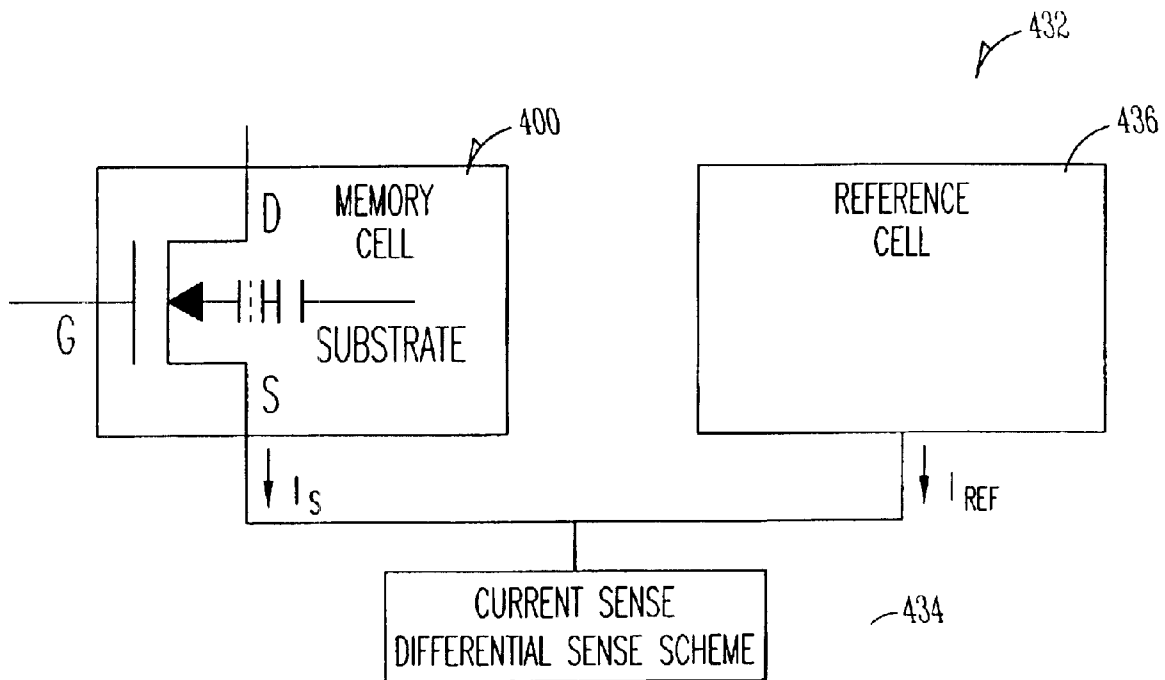 432
400
436
D
MEMORY
CELL
REFERENCE
CELL
G
SUBSTRATE
S
I S
I REF
CURRENT SENSE
DIFFERENTIAL SENSE SCHEME
434